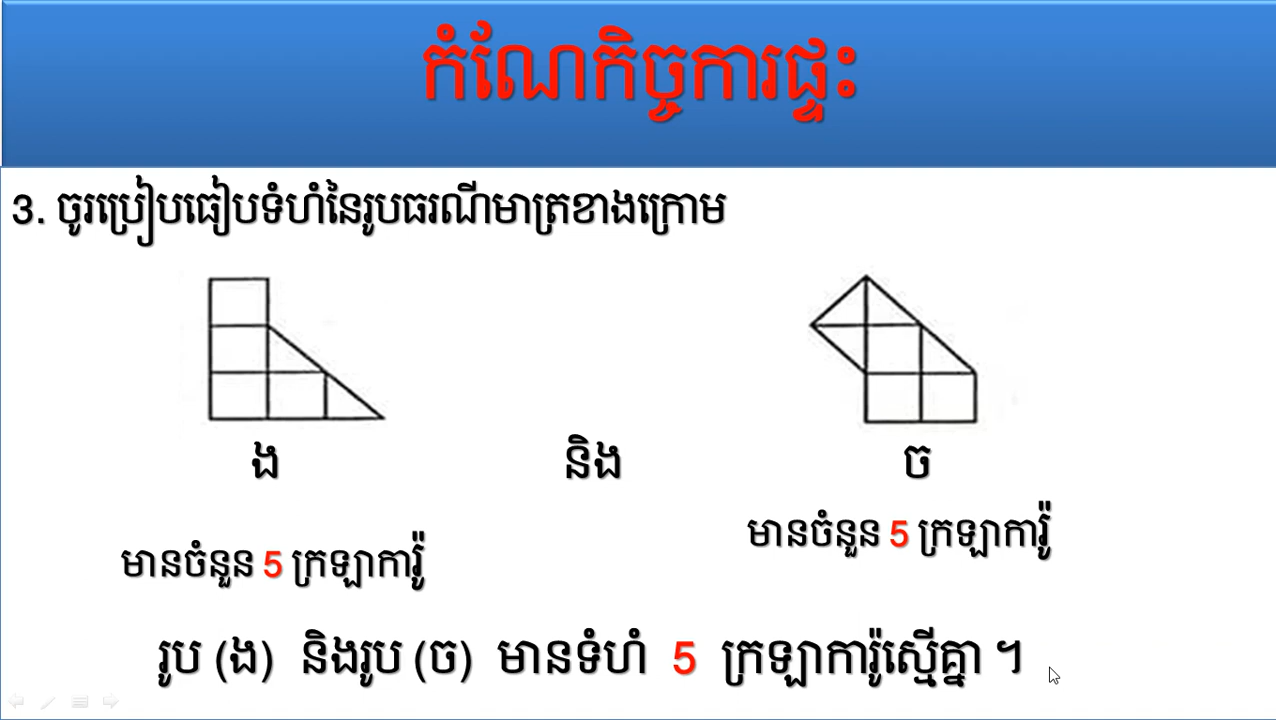 កំណែកិច្ចការផ្ទះ
3. ចូរប្រៀបធៀបទំហំនៃរូបធរណីមាត្រខាងក្រោម
ង និង ច
មានចំនួន 5 ក្រឡាការ៉ូ មានចំនួន 5 ក្រឡាការ៉ូ
រូប (ង) និងរូប (ច) មានទំហំ 5 ក្រឡាការ៉ូស្មើគ្នា ។